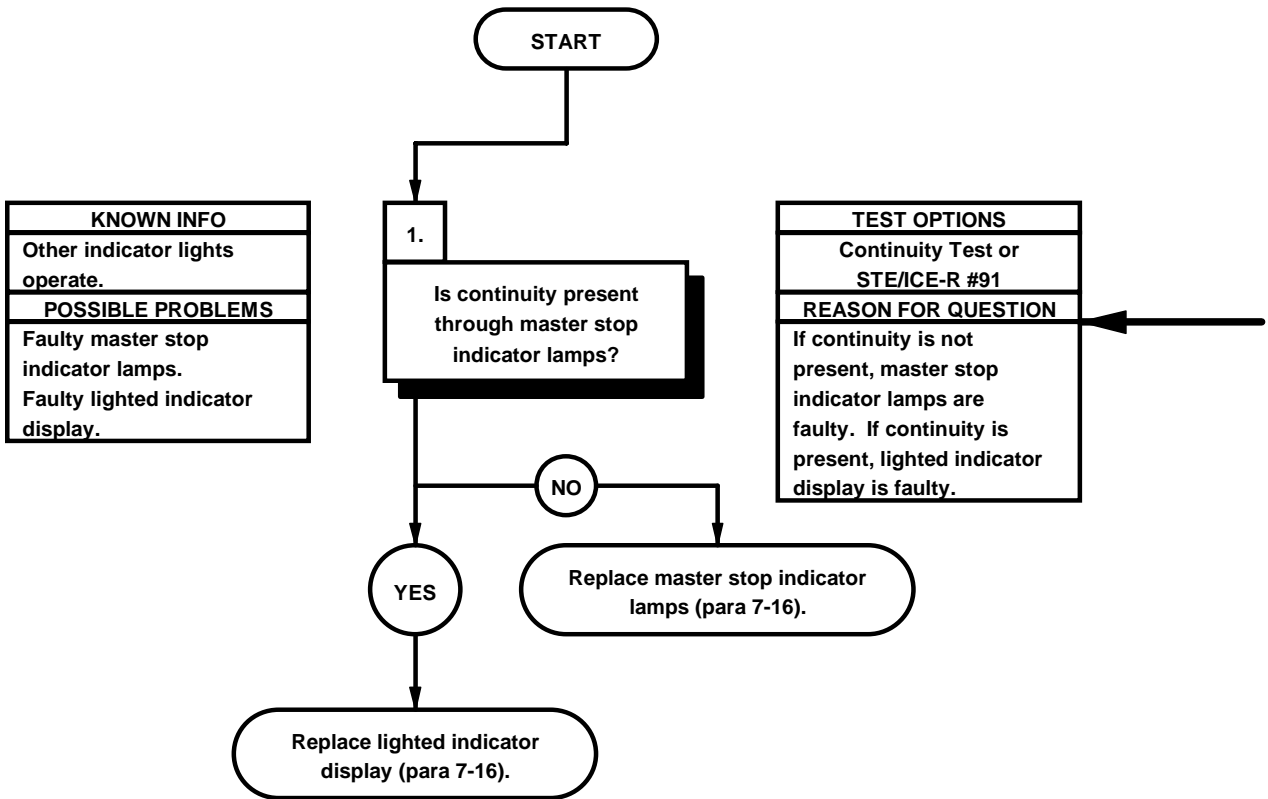 START
KNOWN INFO
Other indicator lights
operate.
POSSIBLE PROBLEMS
Faulty master stop
indicator lamps.
Faulty lighted indicator
display.
1.
Is continuity present
through master stop
indicator lamps?
TEST OPTIONS
Continuity Test or
STE/ICE-R #91
REASON FOR QUESTION
If continuity is not
present, master stop
indicator lamps are
faulty. If continuity is
present, lighted indicator
display is faulty.
NO
YES
Replace master stop indicator
lamps (para 7-16).
Replace lighted indicator
display (para 7-16).